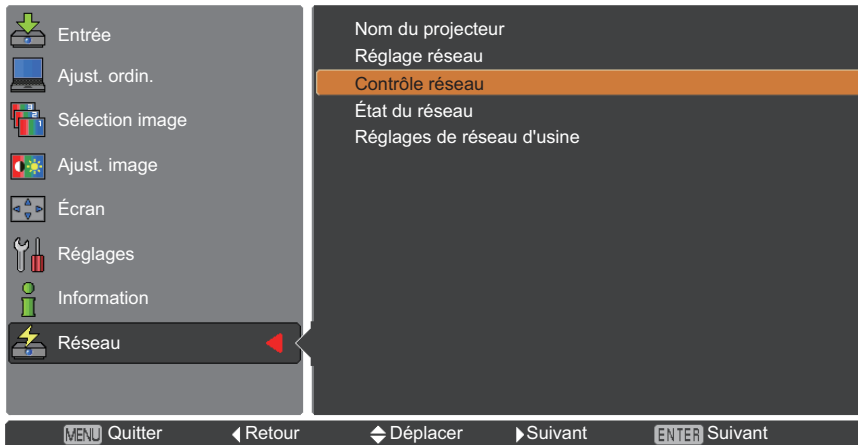 Entrée
Ajust. ordin.
Sélection image
Ajust. image
Écran
Réglages
Information
Réseau
Nom du projecteur
Réglage réseau
Contrôle réseau
État du réseau
Réglages de réseau d'usine
MENU Quitter Retour Déplacer Suivant ENTER Suivant